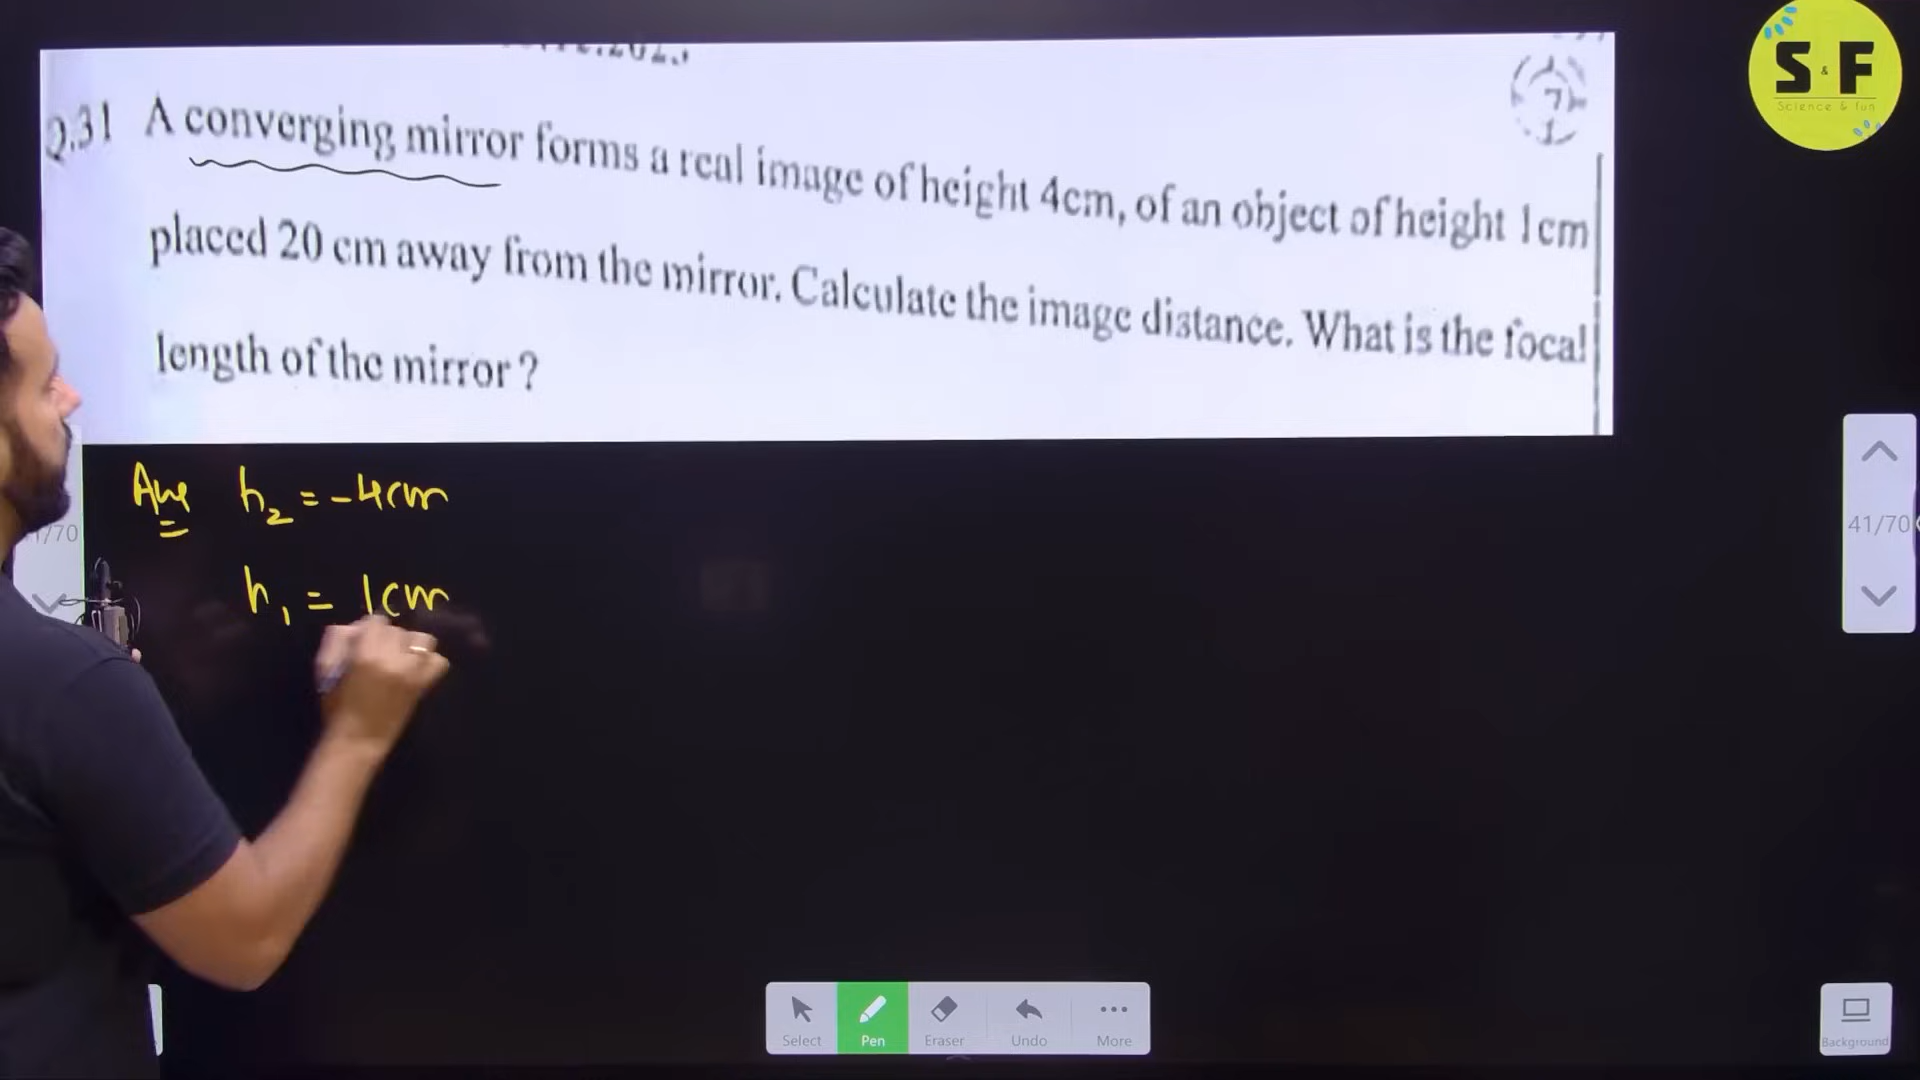 S & F
Science & fun
Q.31 A converging mirror forms a real image of height 4cm, of an object of height 1cm
placed 20 cm away from the mirror. Calculate the image distance. What is the focal
length of the mirror?
Ans h₂ = -4cm
h₁ = 1cm
/70
41/70
Select
Pen
Eraser
Undo
More
Background